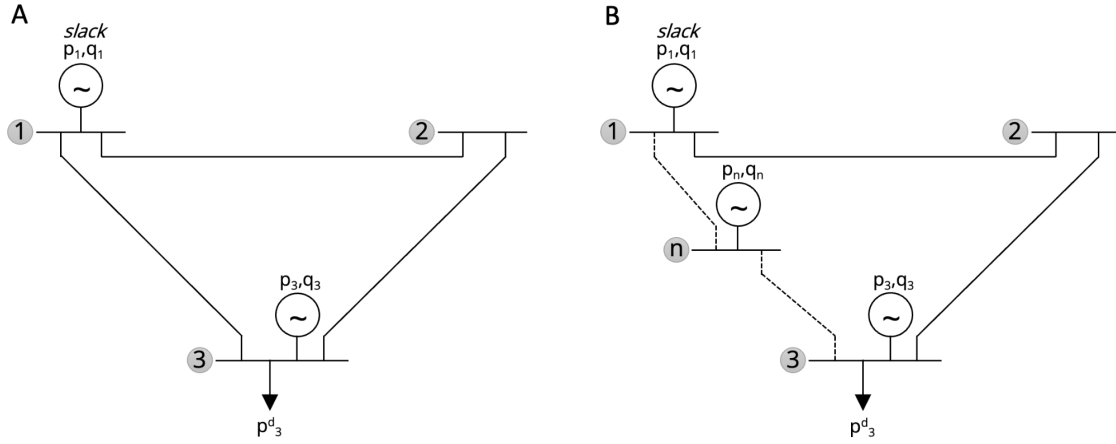 A
slack
p₁,q₁
~
1
2
p₃,q₃
~
3
pᵈ₃
B
slack
p₁,q₁
~
1
2
pₙ,qₙ
~
n
p₃,q₃
~
3
pᵈ₃